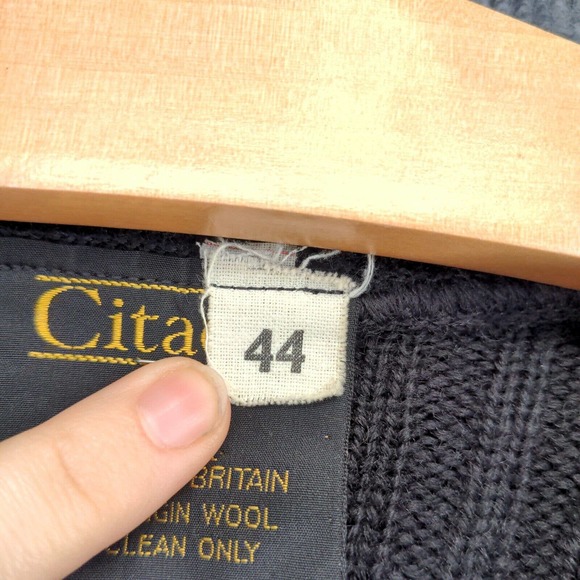 Cita
44
BRITAIN
GIN WOOL
CLEAN ONLY